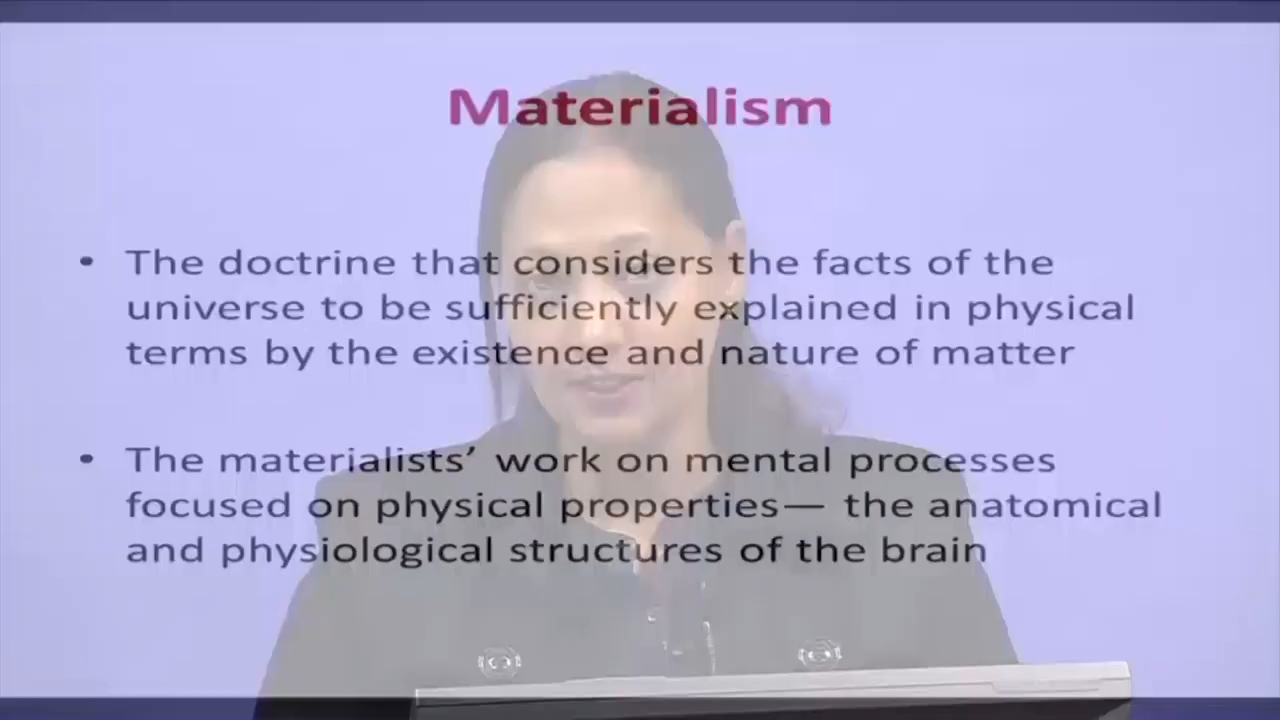 Materialism
• The doctrine that considers the facts of the
universe to be sufficiently explained in physical
terms by the existence and nature of matter
• The materialists’ work on mental processes
focused on physical properties— the anatomical
and physiological structures of the brain